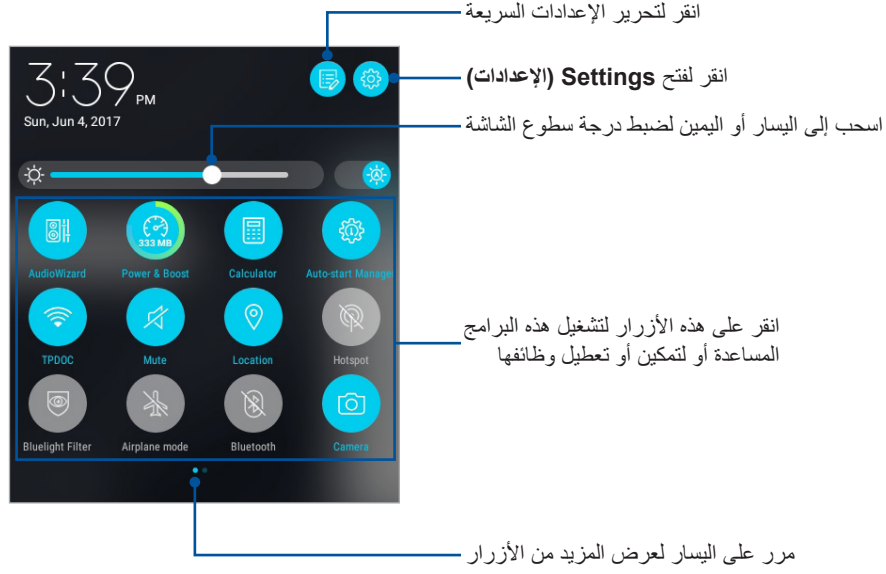 انقر لتحرير الإعدادات السريعة
انقر لفتح Settings (الإعدادات)
اسحب إلى اليسار أو اليمين لضبط درجة سطوع الشاشة
3:39 PM
Sun, Jun 4, 2017
333 MB
AudioWizard
Power & Boost
Calculator
Auto-start Manage
TPDOC
Mute
Location
Hotspot
انقر على هذه الأزرار لتشغيل هذه البرامج
المساعدة أو لتمكين أو تعطيل وظائفها
Bluelight Filter
Airplane mode
Bluetooth
Camera
مرر على اليسار لعرض المزيد من الأزرار